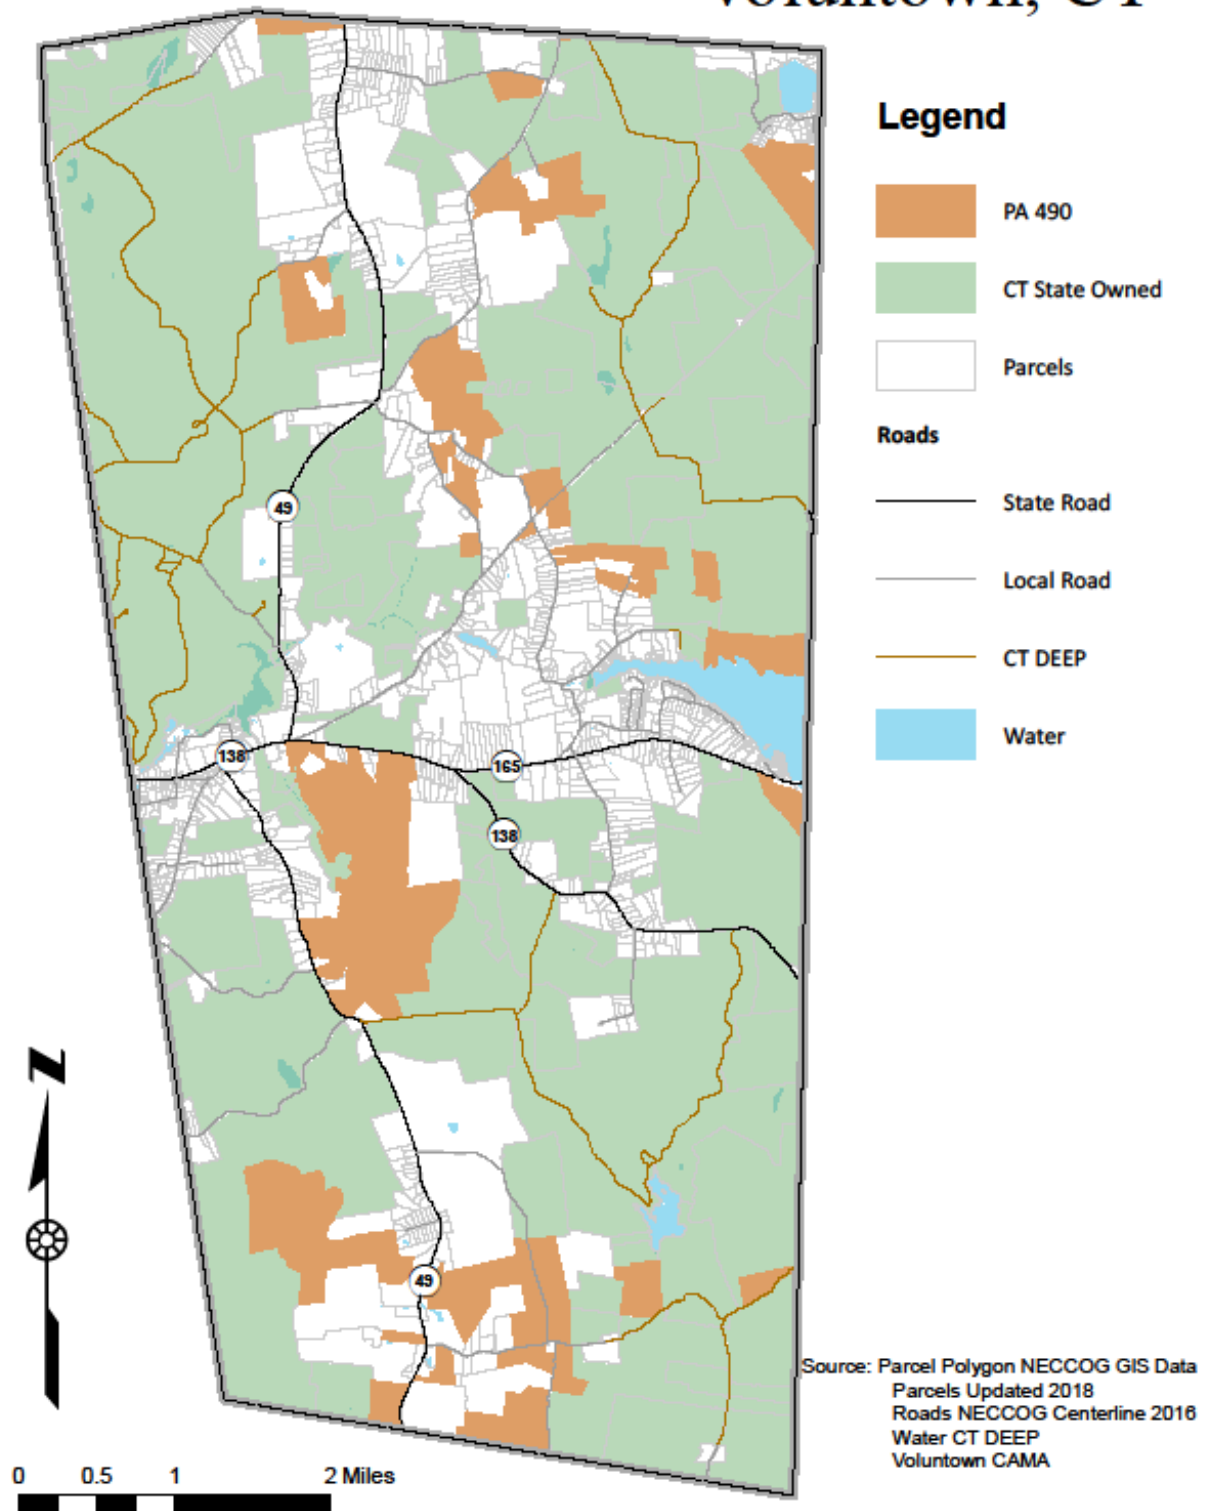 Voluntown, CT
Legend
PA 490
CT State Owned
Parcels
Roads
State Road
Local Road
CT DEEP
Water
49
138
165
138
49
N
Source: Parcel Polygon NECCOG GIS Data
Parcels Updated 2018
Roads NECCOG Centerline 2016
Water CT DEEP
Voluntown CAMA
0 0.5 1 2 Miles